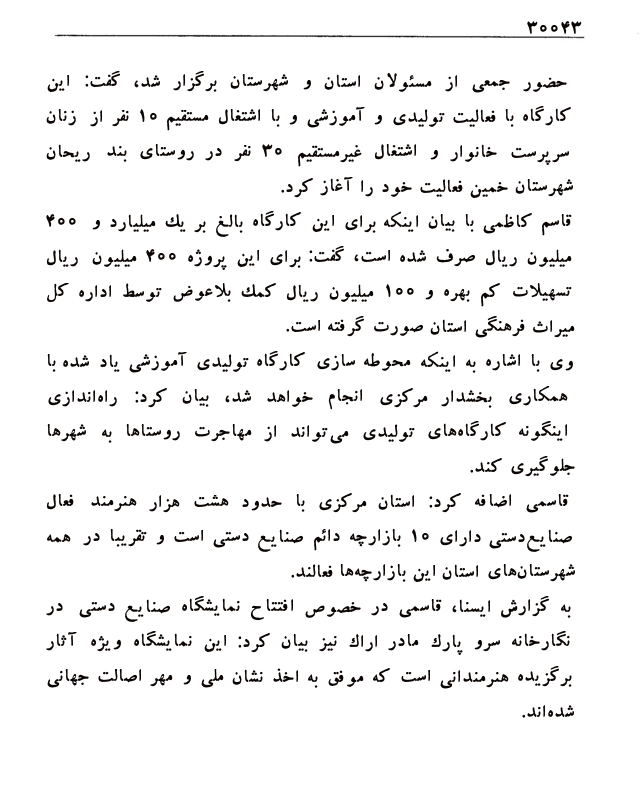 ۳۰۰۴۳
حضور جمعی از مسئولان استان و شهرستان برگزار شد، گفت: این
کارگاه با فعالیت تولیدی و آموزشی و با اشتغال مستقیم ۱۰ نفر از زنان
سرپرست خانوار و اشتغال غیرمستقیم ۳۰ نفر در روستای بند ریحان
شهرستان خمین فعالیت خود را آغاز کرد.
قاسم کاظمی با بیان اینکه برای این کارگاه بالغ بر یك میلیارد و ۴۰۰
میلیون ریال صرف شده است، گفت: برای این پروژه ۴۰۰ میلیون ریال
تسهیلات کم بهره و ۱۰۰ میلیون ریال کمك بلاعوض توسط اداره کل
میراث فرهنگی استان صورت گرفته است.
وی با اشاره به اینکه محوطه سازی کارگاه تولیدی آموزشی یاد شده با
همکاری بخشدار مرکزی انجام خواهد شد، بیان کرد: راه‌اندازی
اینگونه کارگاه‌های تولیدی می‌تواند از مهاجرت روستاها به شهرها
جلوگیری کند.
قاسمی اضافه کرد: استان مرکزی با حدود هشت هزار هنرمند فعال
صنایع‌دستی دارای ۱۰ بازارچه دائم صنایع دستی است و تقریبا در همه
شهرستان‌های استان این بازارچه‌ها فعالند.
به گزارش ایسنا، قاسمی در خصوص افتتاح نمایشگاه صنایع دستی در
نگارخانه سرو پارك مادر اراك نیز بیان کرد: این نمایشگاه ویژه آثار
برگزیده هنرمندانی است که موفق به اخذ نشان ملی و مهر اصالت جهانی
شده‌اند.